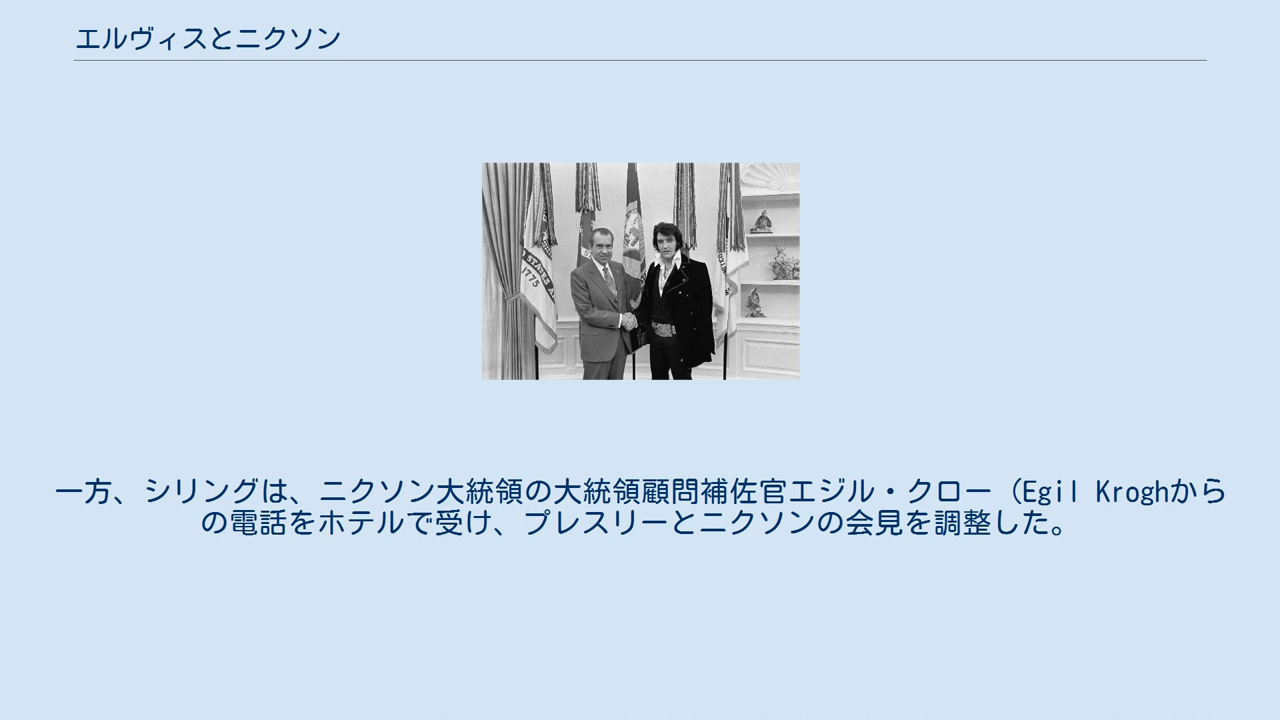 エルヴィスとニクソン
STATES
1775
一方、シリングは、ニクソン大統領の大統領顧問補佐官エジル・クロー（Egil Kroghから
の電話をホテルで受け、プレスリーとニクソンの会見を調整した。